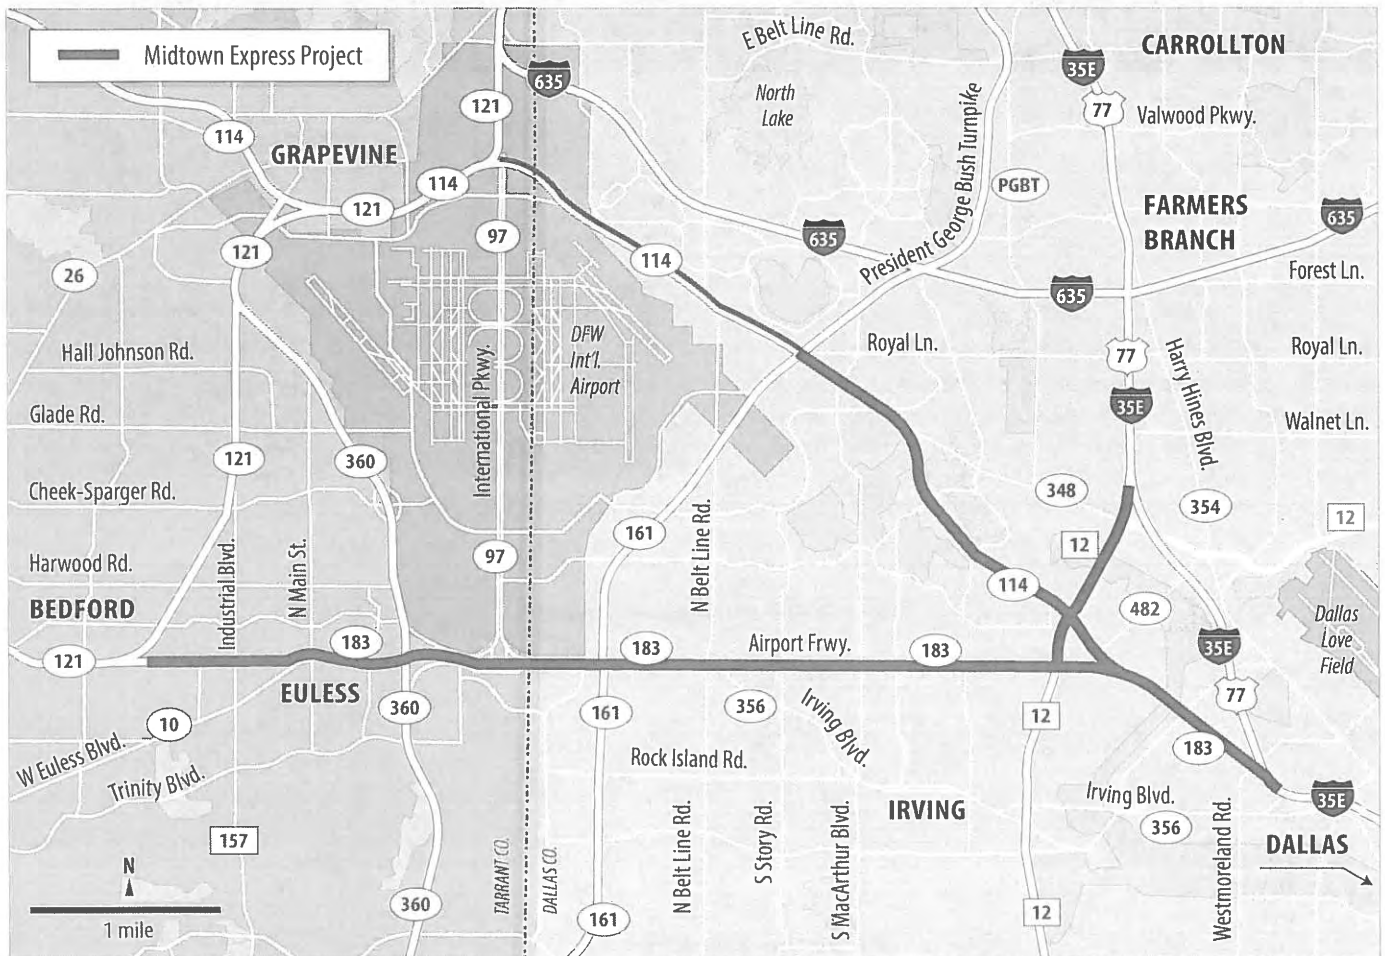 Midtown Express Project
E Belt Line Rd.
CARROLLTON
35E
635
121
North
Lake
77
Valwood Pkwy.
114
GRAPEVINE
President George Bush Turnpike
PGBT
114
121
FARMERS
BRANCH
635
97
635
121
114
26
635
Forest Ln.
DFW
Int'l.
Airport
Hall Johnson Rd.
Royal Ln.
77
Harry Hines Blvd.
Royal Ln.
International Pkwy.
35E
Glade Rd.
Walnet Ln.
121
360
Cheek-Sparger Rd.
348
354
12
161
N Belt Line Rd.
12
97
Harwood Rd.
Industrial Blvd.
N Main St.
BEDFORD
114
482
Dallas
Love
Field
183
183
Airport Frwy.
183
35E
121
EULESS
77
360
161
356
Irving Blvd.
12
10
W Euless Blvd.
183
Rock Island Rd.
Trinity Blvd.
Irving Blvd.
35E
IRVING
356
157
N Belt Line Rd.
S Story Rd.
S MacArthur Blvd.
Westmoreland Rd.
DALLAS
N
TARRANT CO.
DALLAS CO.
360
161
12
1 mile